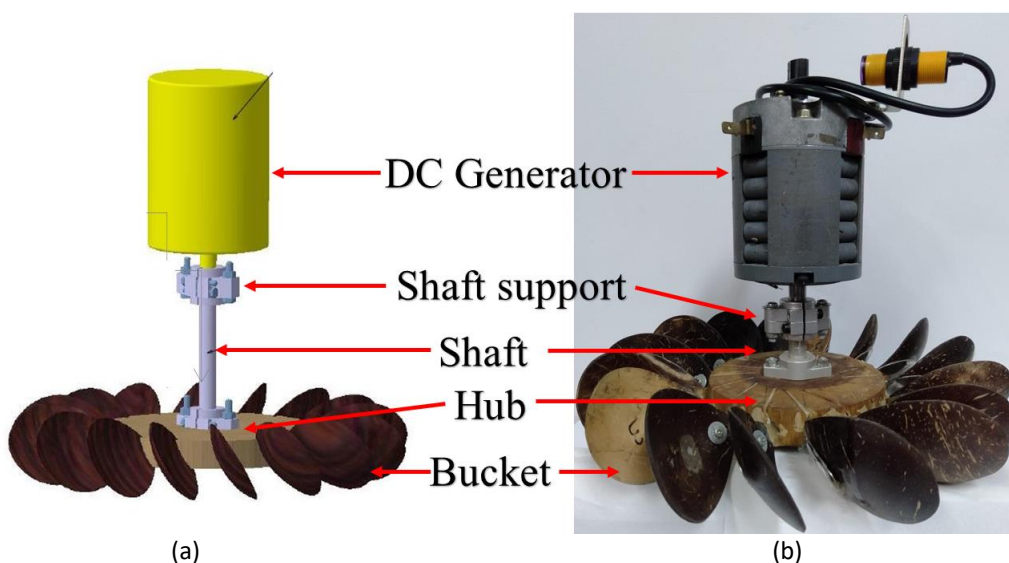 DC Generator
Shaft support
Shaft
Hub
Bucket
(a)
(b)